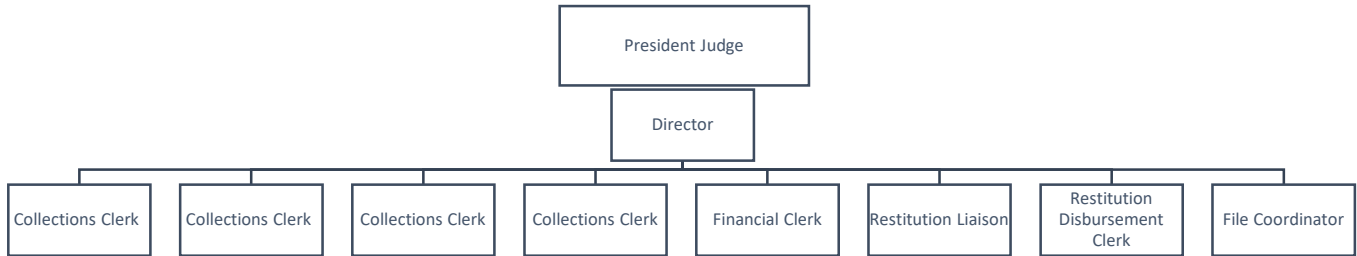 President Judge
Director
Collections Clerk
Collections Clerk
Collections Clerk
Collections Clerk
Financial Clerk
Restitution Liaison
Restitution
Disbursement
Clerk
File Coordinator